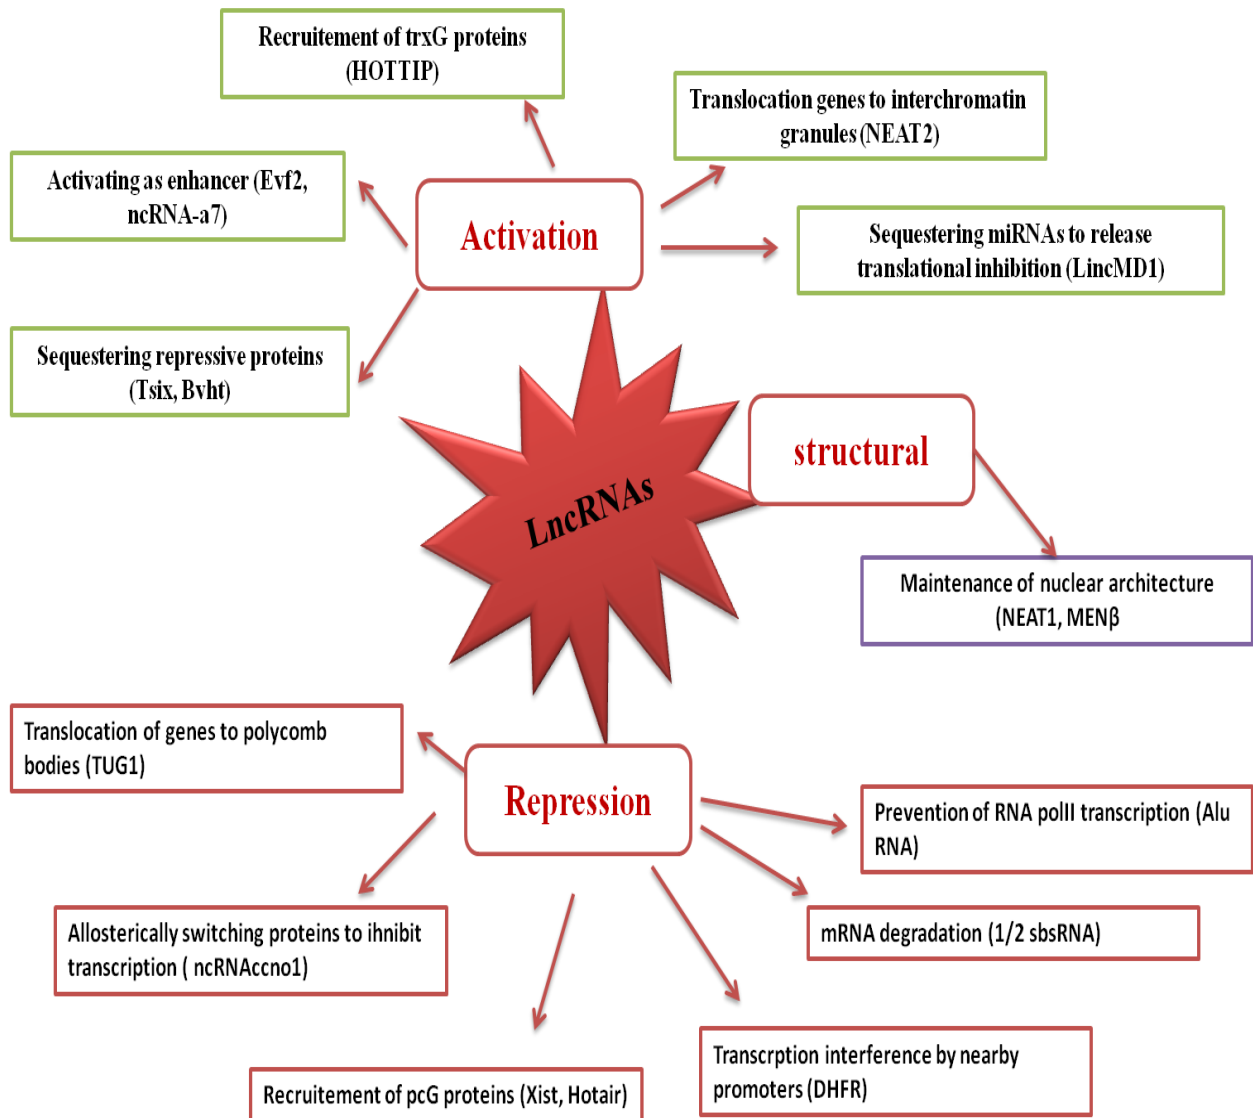 Recruitement of trxG proteins
(HOTTIP)
Translocation genes to interchromatin
granules (NEAT2)
Activating as enhancer (Evf2,
ncRNA-a7)
Activation
Sequestering miRNAs to release
translational inhibition (LincMD1)
Sequestering repressive proteins
(Tsix, Bvht)
structural
LncRNAs
Maintenance of nuclear architecture
(NEAT1, MENβ
Translocation of genes to polycomb
bodies (TUG1)
Repression
Prevention of RNA polII transcription (Alu
RNA)
Allosterically switching proteins to ihnibit
transcription ( ncRNAccno1)
mRNA degradation (1/2 sbsRNA)
Transcrption interference by nearby
promoters (DHFR)
Recruitement of pcG proteins (Xist, Hotair)